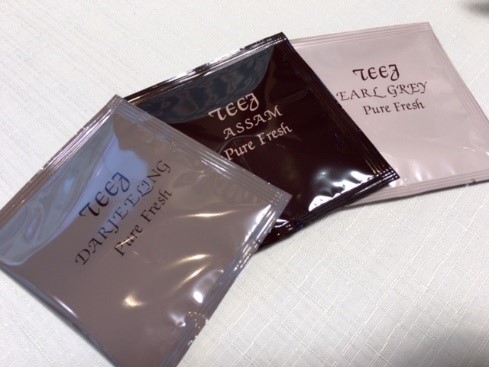 TEEJ
DARJEELING
Pure Fresh
TEEJ
ASSAM
Pure Fresh
TEEJ
EARL GREY
Pure Fresh